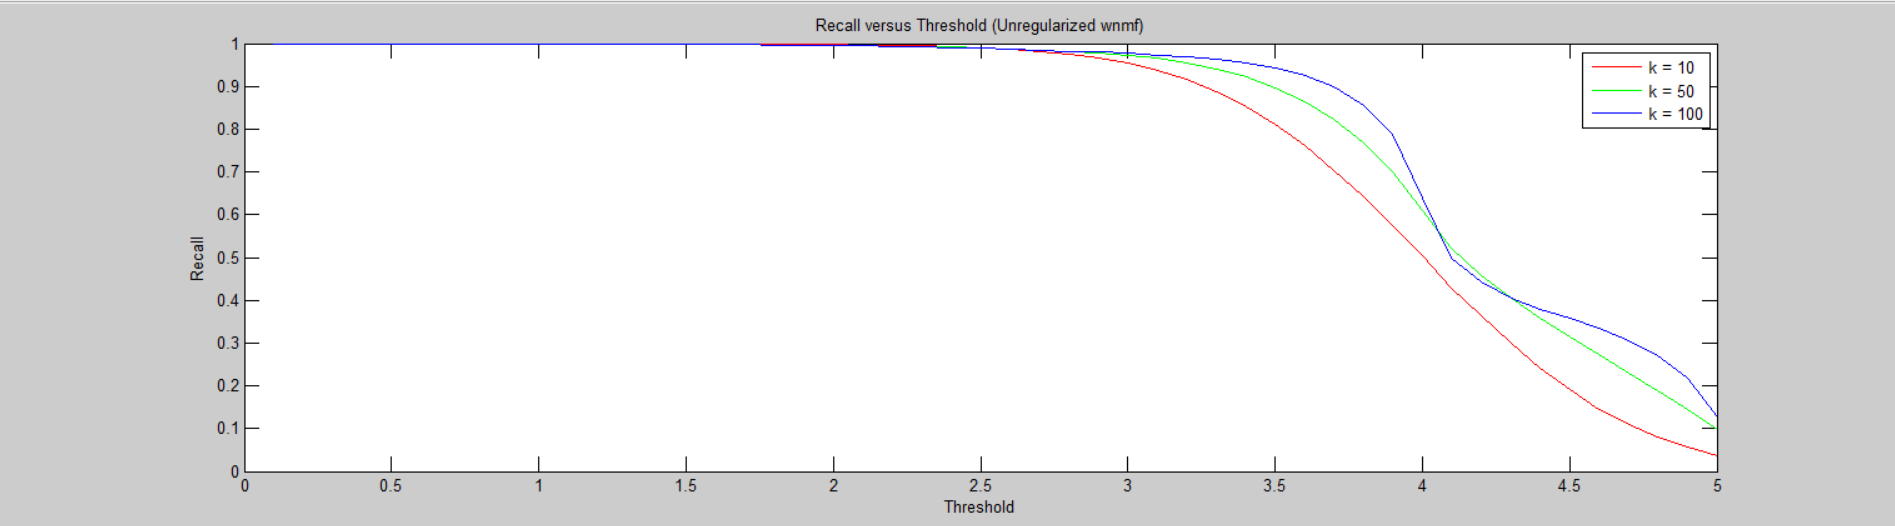 Recall versus Threshold (Unregularized wnmf)
1
0.9
0.8
0.7
0.6
0.5
0.4
0.3
0.2
0.1
0
Recall
k = 10
k = 50
k = 100
0 0.5 1 1.5 2 2.5 3 3.5 4 4.5 5
Threshold